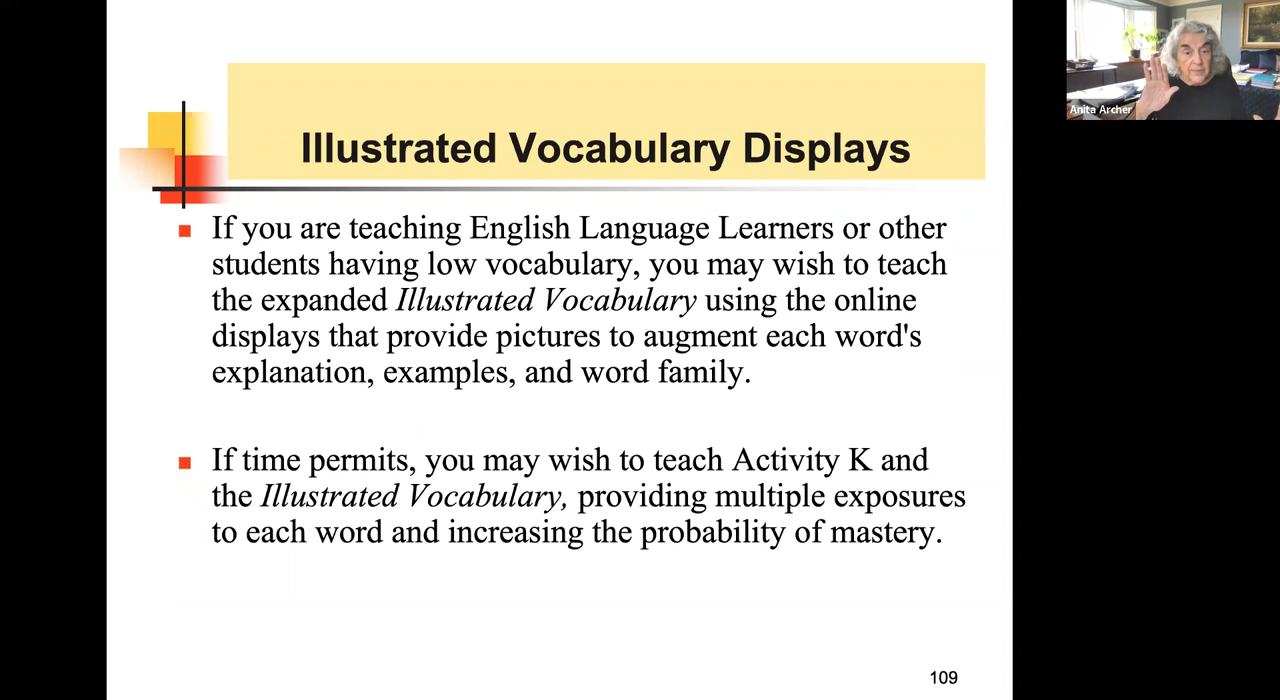 Illustrated Vocabulary Displays
If you are teaching English Language Learners or other
students having low vocabulary, you may wish to teach
the expanded Illustrated Vocabulary using the online
displays that provide pictures to augment each word's
explanation, examples, and word family.
If time permits, you may wish to teach Activity K and
the Illustrated Vocabulary, providing multiple exposures
to each word and increasing the probability of mastery.
109
Anita Archer